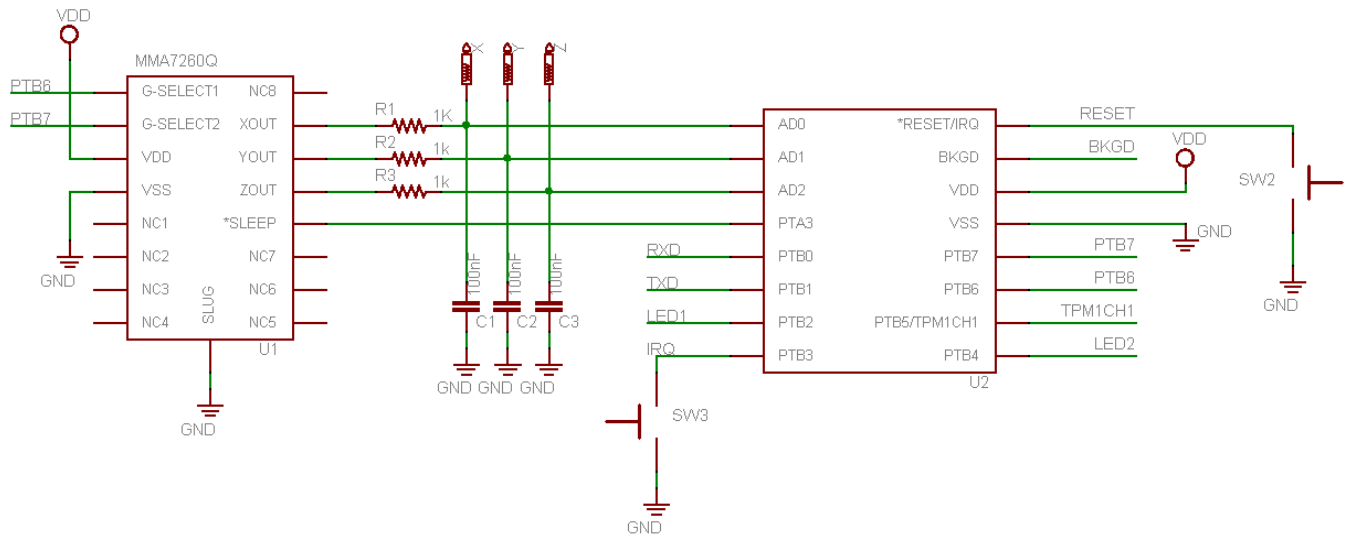 VDD
MMA7260Q
PTB6
PTB7
G-SELECT1
G-SELECT2
VDD
VSS
NC1
NC2
NC3
NC4
NC8
XOUT
YOUT
ZOUT
*SLEEP
NC7
NC6
NC5
SLUG
U1
GND
GND
R1
1K
R2
1k
R3
1k
X
Y
Z
100nF
100nF
100nF
C1
C2
C3
GND
GND
GND
RXD
TXD
LED1
IRQ
SW3
GND
AD0
AD1
AD2
PTA3
PTB0
PTB1
PTB2
PTB3
*RESET/IRQ
BKGD
VDD
VSS
PTB7
PTB6
PTB5/TPM1CH1
PTB4
U2
RESET
BKGD
VDD
GND
PTB7
PTB6
TPM1CH1
LED2
SW2
GND